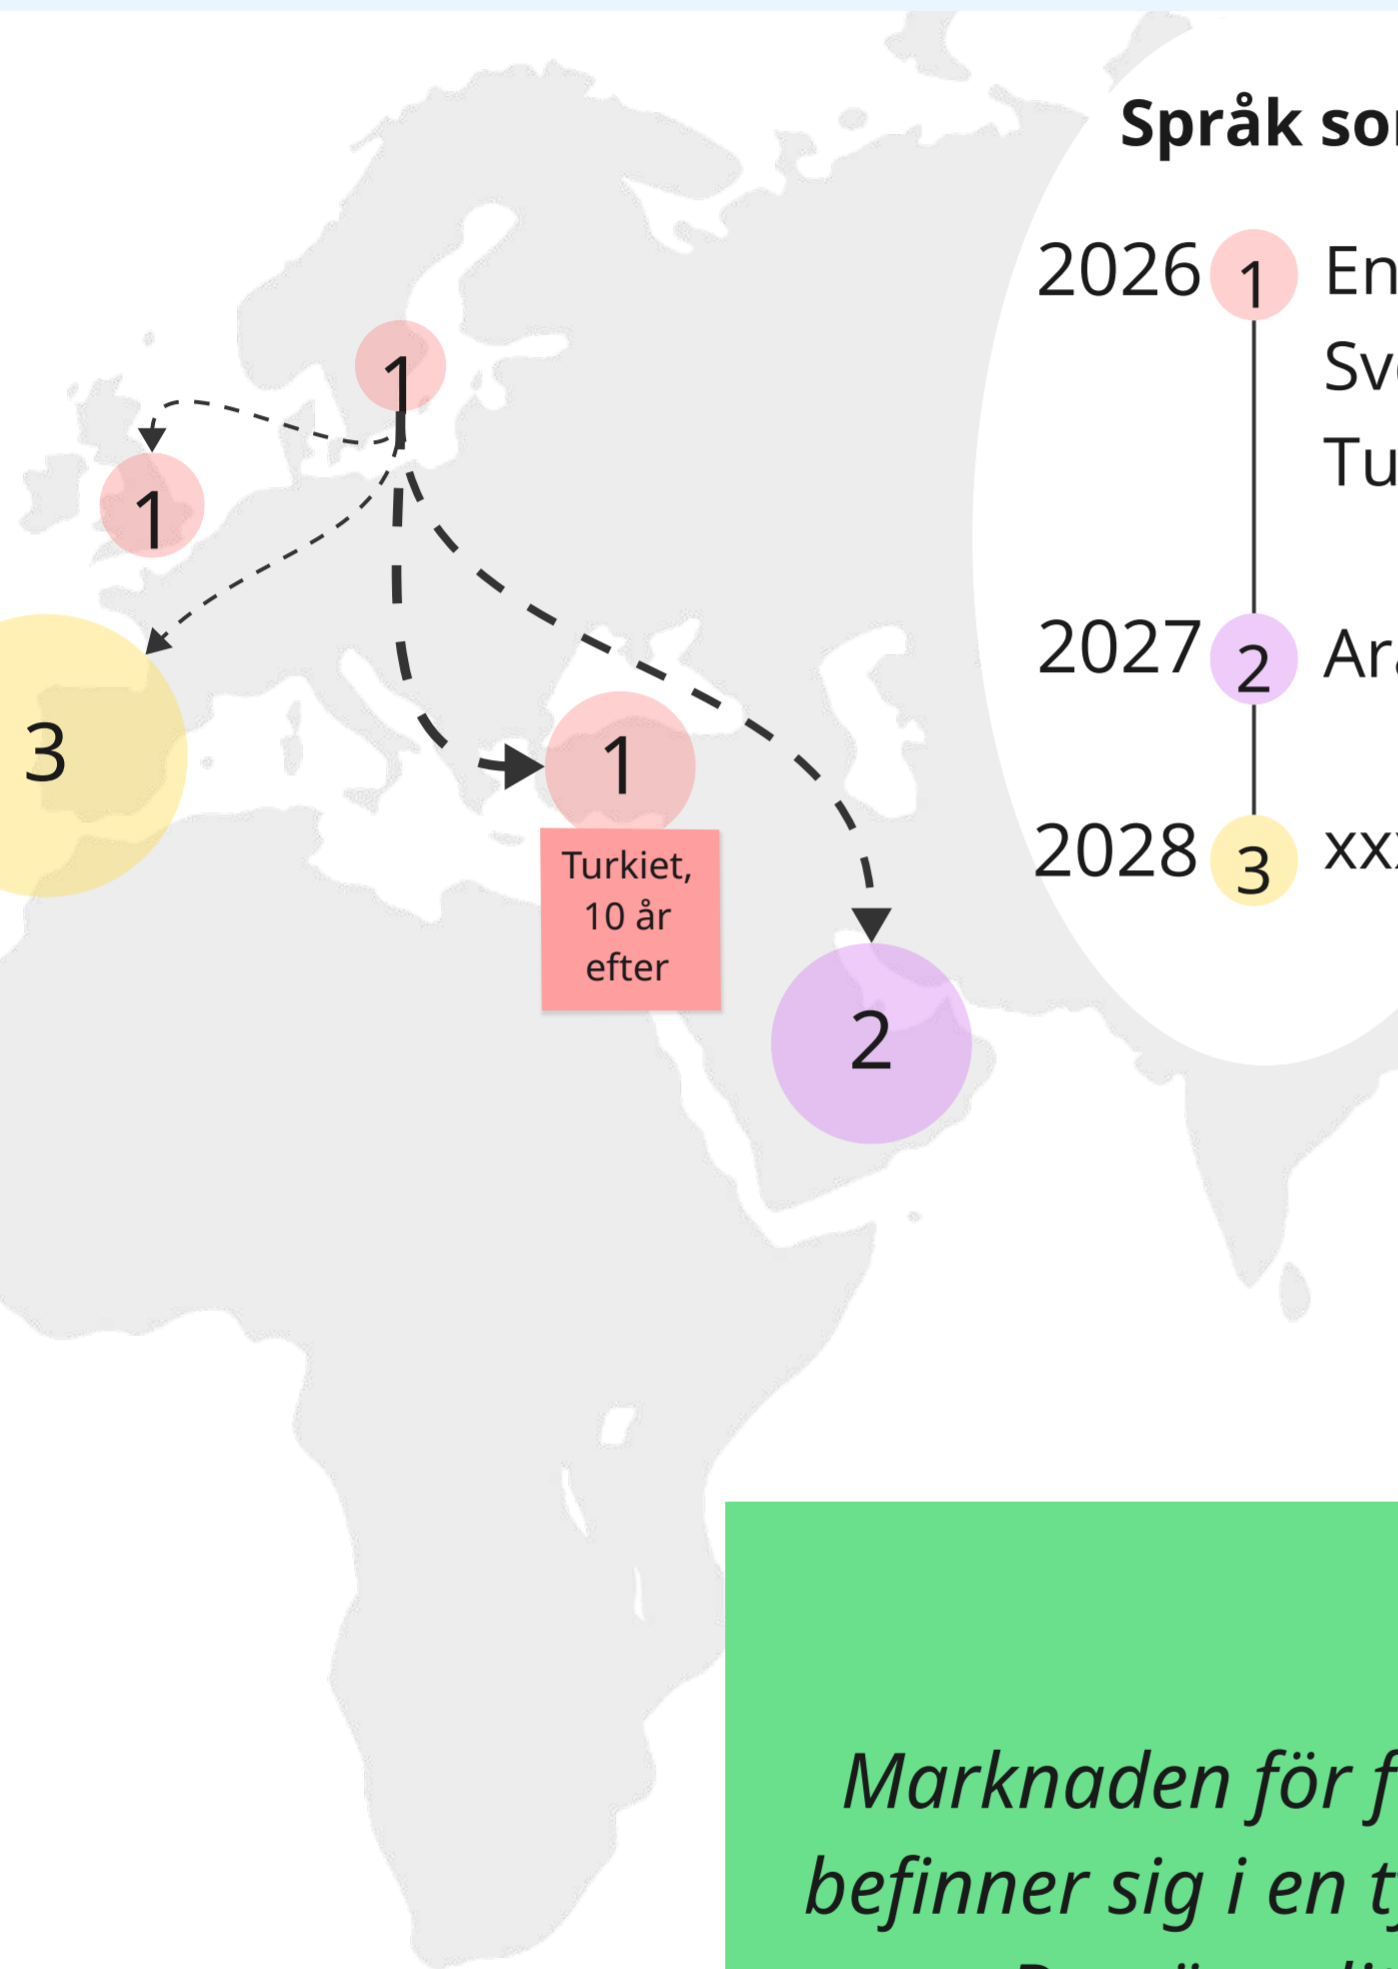 Språk so
2026 1 En
Sv
Tu
2027 2 Ar
2028 3 xx
1
1
3
1
Turkiet,
10 år
efter
2
Marknaden för f
befinner sig i en t